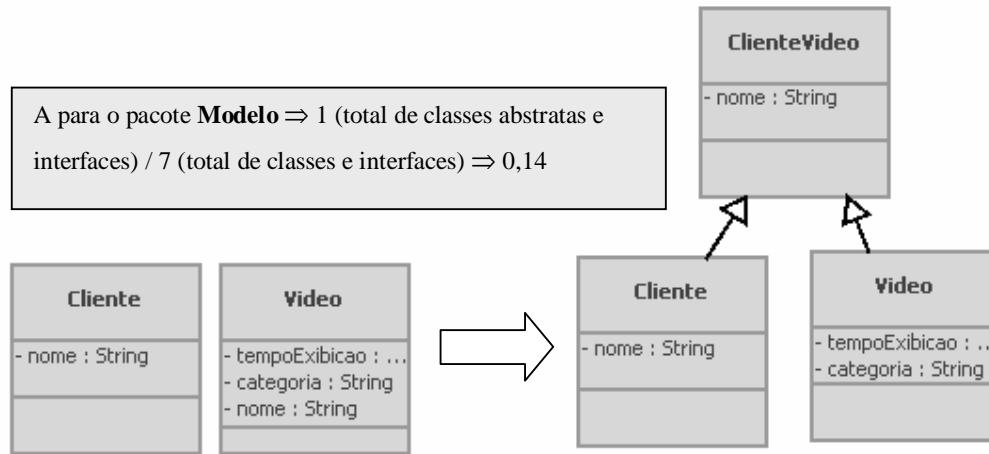 ClienteVideo
- nome : String
A para o pacote Modelo ⇒ 1 (total de classes abstratas e
interfaces) / 7 (total de classes e interfaces) ⇒ 0,14
Cliente
- nome : String
Video
- tempoExibicao : ...
- categoria : String
- nome : String
Cliente
- nome : String
Video
- tempoExibicao : ..
- categoria : String